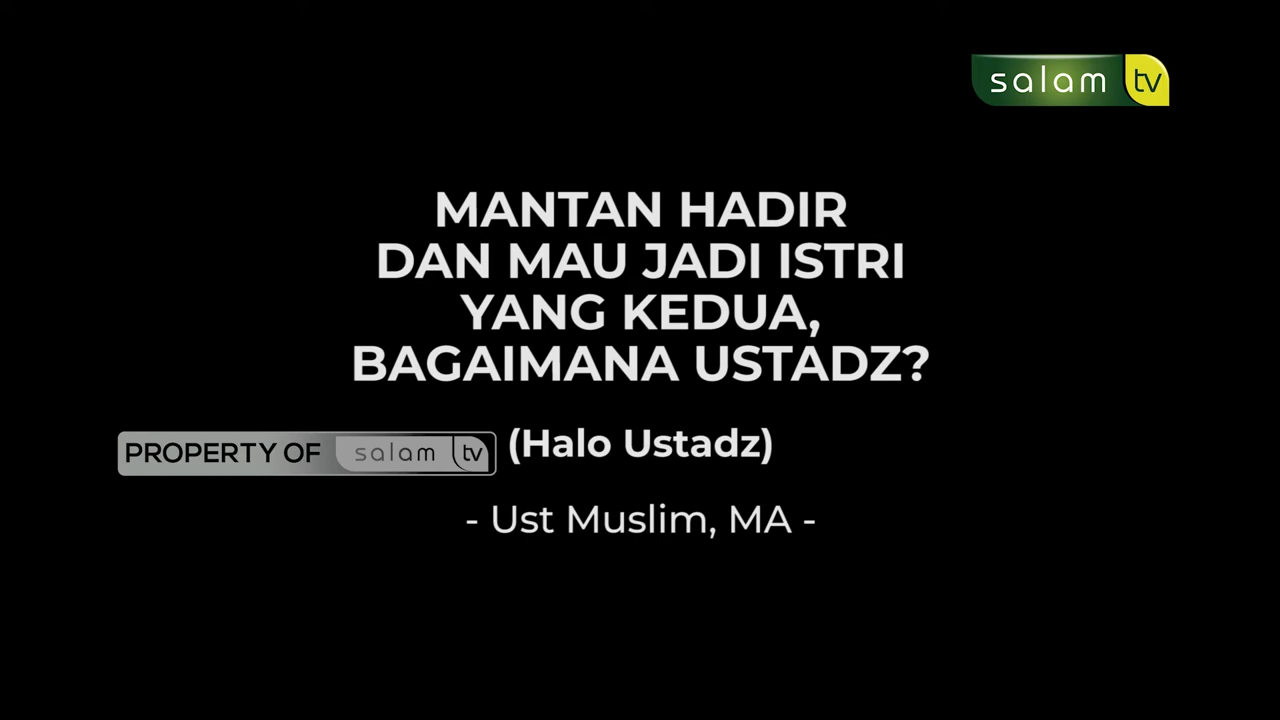 salam tv
MANTAN HADIR
DAN MAU JADI ISTRI
YANG KEDUA,
BAGAIMANA USTADZ?
(Halo Ustadz)
PROPERTY OF salam tv
- Ust Muslim, MA -